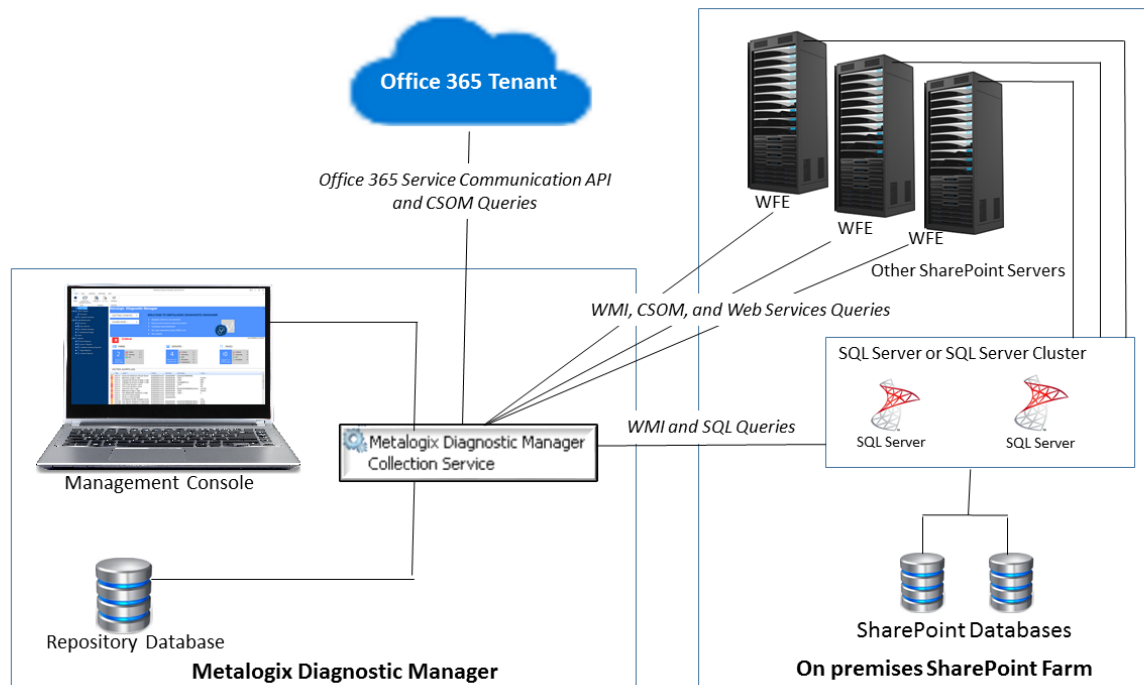 Office 365 Tenant
Office 365 Service Communication API
and CSOM Queries
WFE
WFE
WFE
Other SharePoint Servers
WMI, CSOM, and Web Services Queries
SQL Server or SQL Server Cluster
SQL Server
SQL Server
WMI and SQL Queries
Metalogix Diagnostic Manager
Collection Service
Management Console
Repository Database
Metalogix Diagnostic Manager
SharePoint Databases
On premises SharePoint Farm